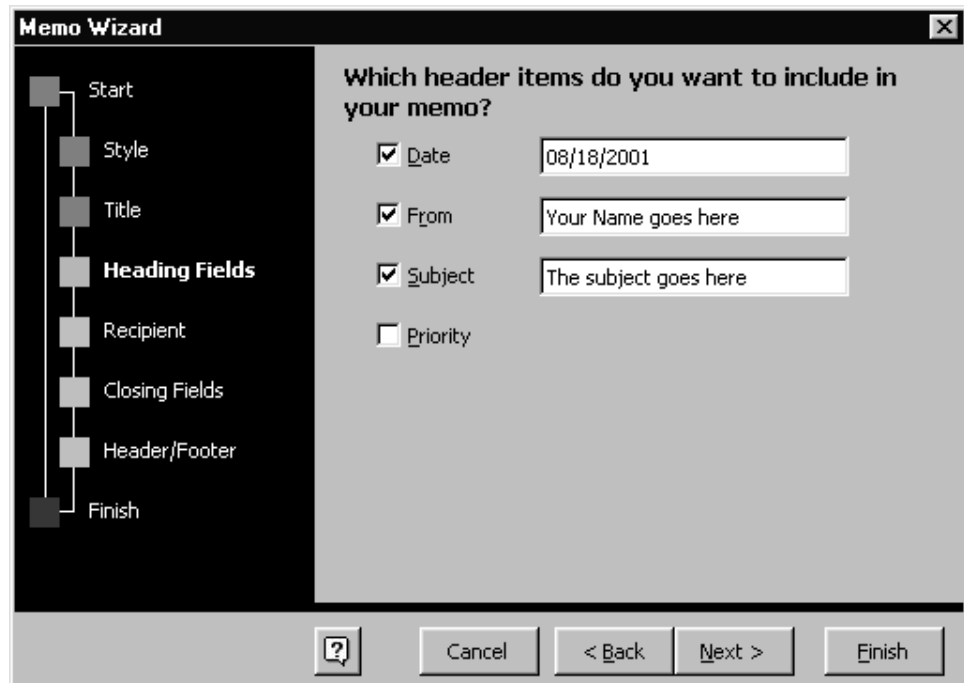 Memo Wizard
Start
Style
Title
Heading Fields
Recipient
Closing Fields
Header/Footer
Finish
Which header items do you want to include in
your memo?
Date 08/18/2001
From Your Name goes here
Subject The subject goes here
Priority
? Cancel < Back Next > Finish